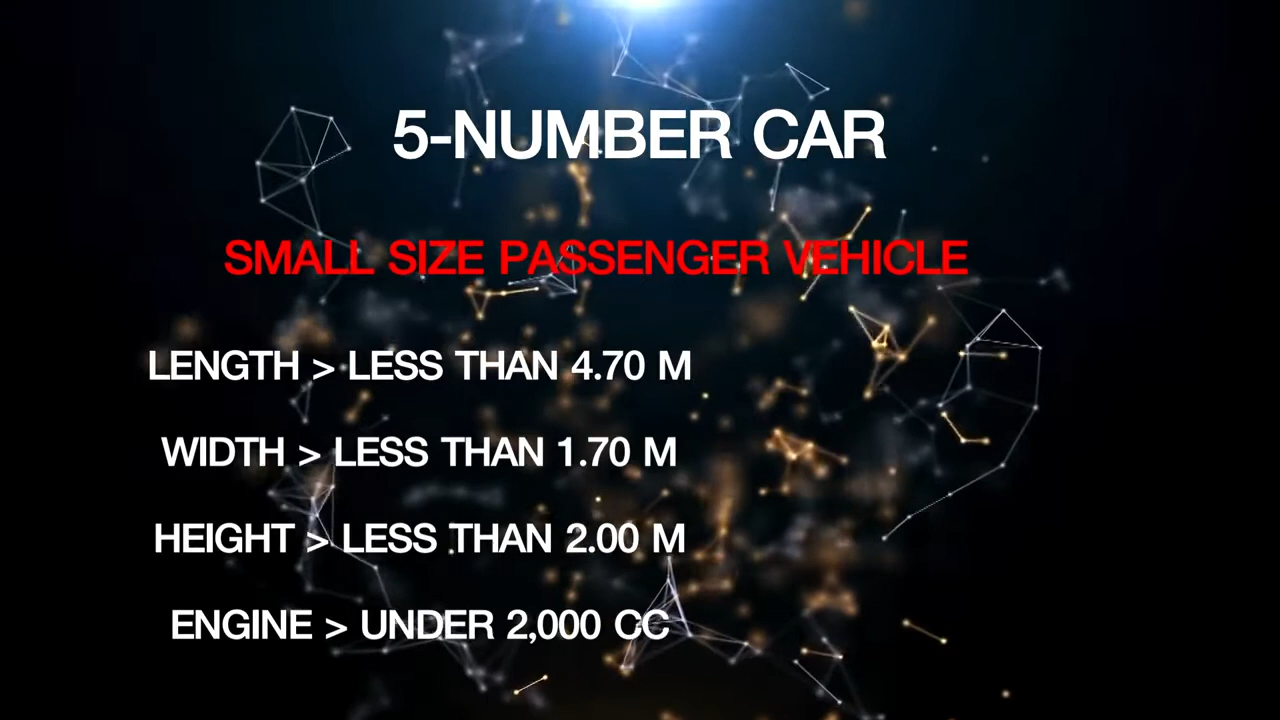 5-NUMBER CAR
SMALL SIZE PASSENGER VEHICLE
LENGTH > LESS THAN 4.70 M
WIDTH > LESS THAN 1.70 M
HEIGHT > LESS THAN 2.00 M
ENGINE > UNDER 2,000 CC